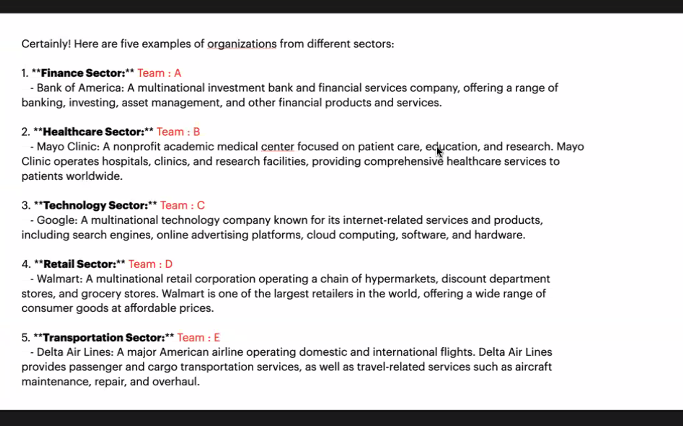 Certainly! Here are five examples of organizations from different sectors:
1. **Finance Sector:** Team : A
- Bank of America: A multinational investment bank and financial services company, offering a range of
banking, investing, asset management, and other financial products and services.
2. **Healthcare Sector:** Team : B
- Mayo Clinic: A nonprofit academic medical center focused on patient care, education, and research. Mayo
Clinic operates hospitals, clinics, and research facilities, providing comprehensive healthcare services to
patients worldwide.
3. **Technology Sector:** Team : C
- Google: A multinational technology company known for its internet-related services and products,
including search engines, online advertising platforms, cloud computing, software, and hardware.
4. **Retail Sector:** Team : D
- Walmart: A multinational retail corporation operating a chain of hypermarkets, discount department
stores, and grocery stores. Walmart is one of the largest retailers in the world, offering a wide range of
consumer goods at affordable prices.
5. **Transportation Sector:** Team : E
- Delta Air Lines: A major American airline operating domestic and international flights. Delta Air Lines
provides passenger and cargo transportation services, as well as travel-related services such as aircraft
maintenance, repair, and overhaul.